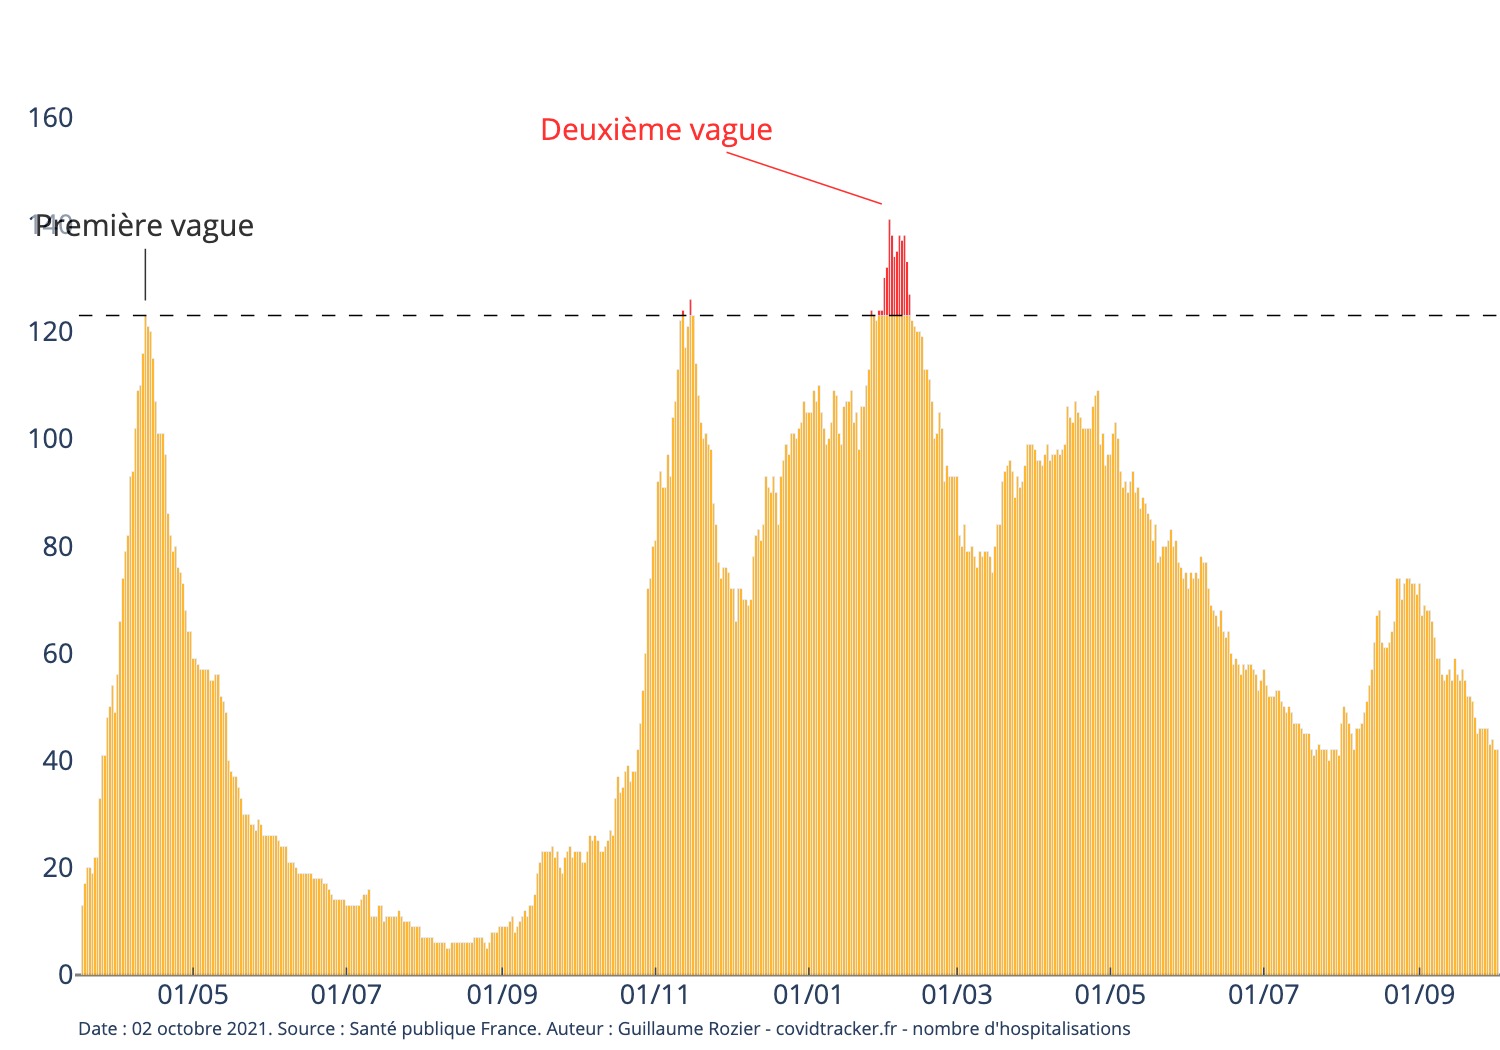 160
Deuxième vague
140
Première vague
120
100
80
60
40
20
0
01/05 01/07 01/09 01/11 01/01 01/03 01/05 01/07 01/09
Date : 02 octobre 2021. Source : Santé publique France. Auteur : Guillaume Rozier - covidtracker.fr - nombre d'hospitalisations